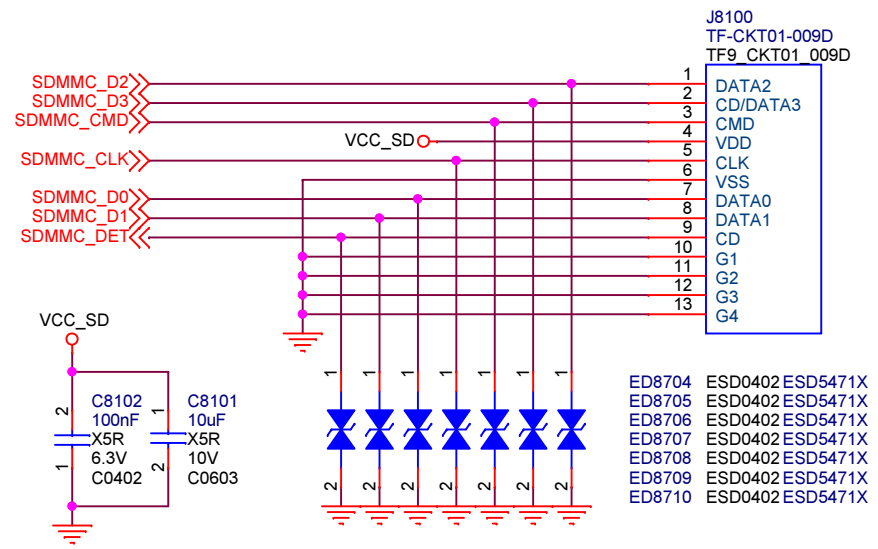 J8100
TF-CKT01-009D
TF9_CKT01_009D
SDMMC_D2 1 DATA2
SDMMC_D3 2 CD/DATA3
SDMMC_CMD 3 CMD
VCC_SD 4 VDD
SDMMC_CLK 5 CLK
6 VSS
SDMMC_D0 7 DATA0
SDMMC_D1 8 DATA1
SDMMC_DET 9 CD
10 G1
11 G2
12 G3
13 G4
VCC_SD
C8102 C8101
100nF 10uF
X5R X5R
6.3V 10V
C0402 C0603
2 1
1 2
1 1 1 1 1 1 1
2 2 2 2 2 2 2
ED8704 ESD0402 ESD5471X
ED8705 ESD0402 ESD5471X
ED8706 ESD0402 ESD5471X
ED8707 ESD0402 ESD5471X
ED8708 ESD0402 ESD5471X
ED8709 ESD0402 ESD5471X
ED8710 ESD0402 ESD5471X